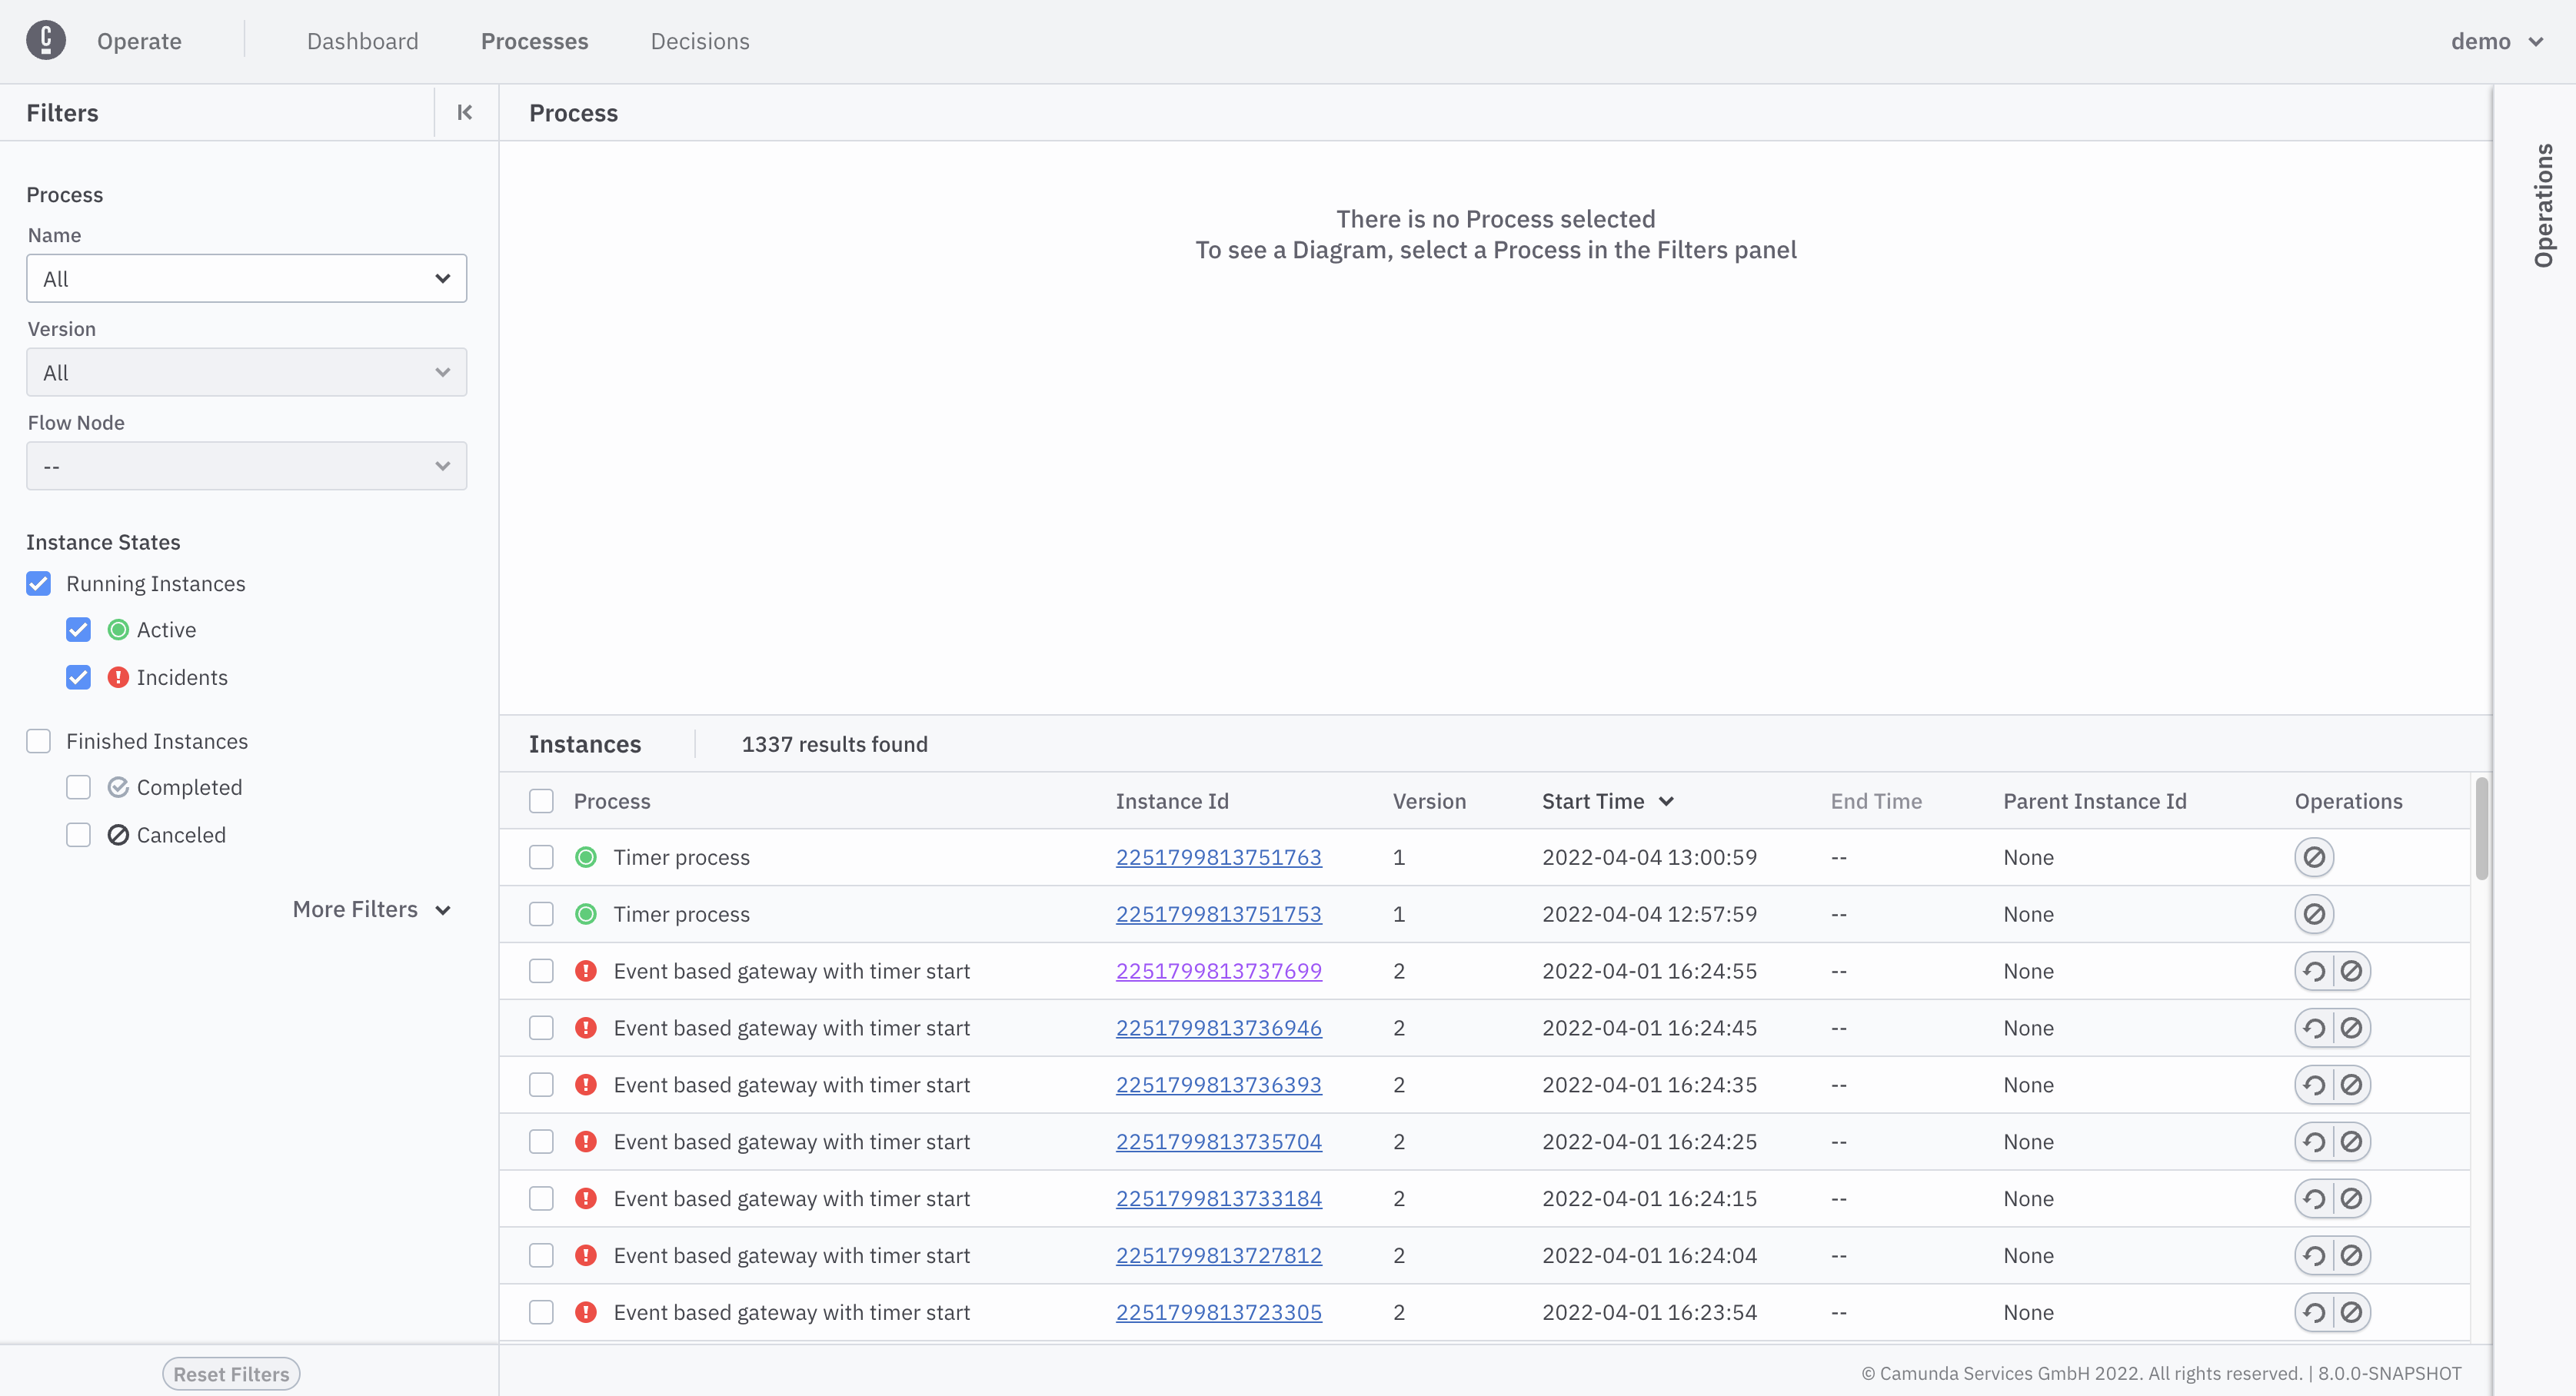 Operate Dashboard Processes Decisions demo
Filters
Process
Name
All
Version
All
Flow Node
--
Instance States
Running Instances
Active
Incidents
Finished Instances
Completed
Canceled
More Filters
Reset Filters
Process
There is no Process selected
To see a Diagram, select a Process in the Filters panel
Operations
Instances 1337 results found
Process Instance Id Version Start Time End Time Parent Instance Id Operations
Timer process 2251799813751763 1 2022-04-04 13:00:59 -- None
Timer process 2251799813751753 1 2022-04-04 12:57:59 -- None
Event based gateway with timer start 2251799813737699 2 2022-04-01 16:24:55 -- None
Event based gateway with timer start 2251799813736946 2 2022-04-01 16:24:45 -- None
Event based gateway with timer start 2251799813736393 2 2022-04-01 16:24:35 -- None
Event based gateway with timer start 2251799813735704 2 2022-04-01 16:24:25 -- None
Event based gateway with timer start 2251799813733184 2 2022-04-01 16:24:15 -- None
Event based gateway with timer start 2251799813727812 2 2022-04-01 16:24:04 -- None
Event based gateway with timer start 2251799813723305 2 2022-04-01 16:23:54 -- None
© Camunda Services GmbH 2022. All rights reserved. | 8.0.0-SNAPSHOT